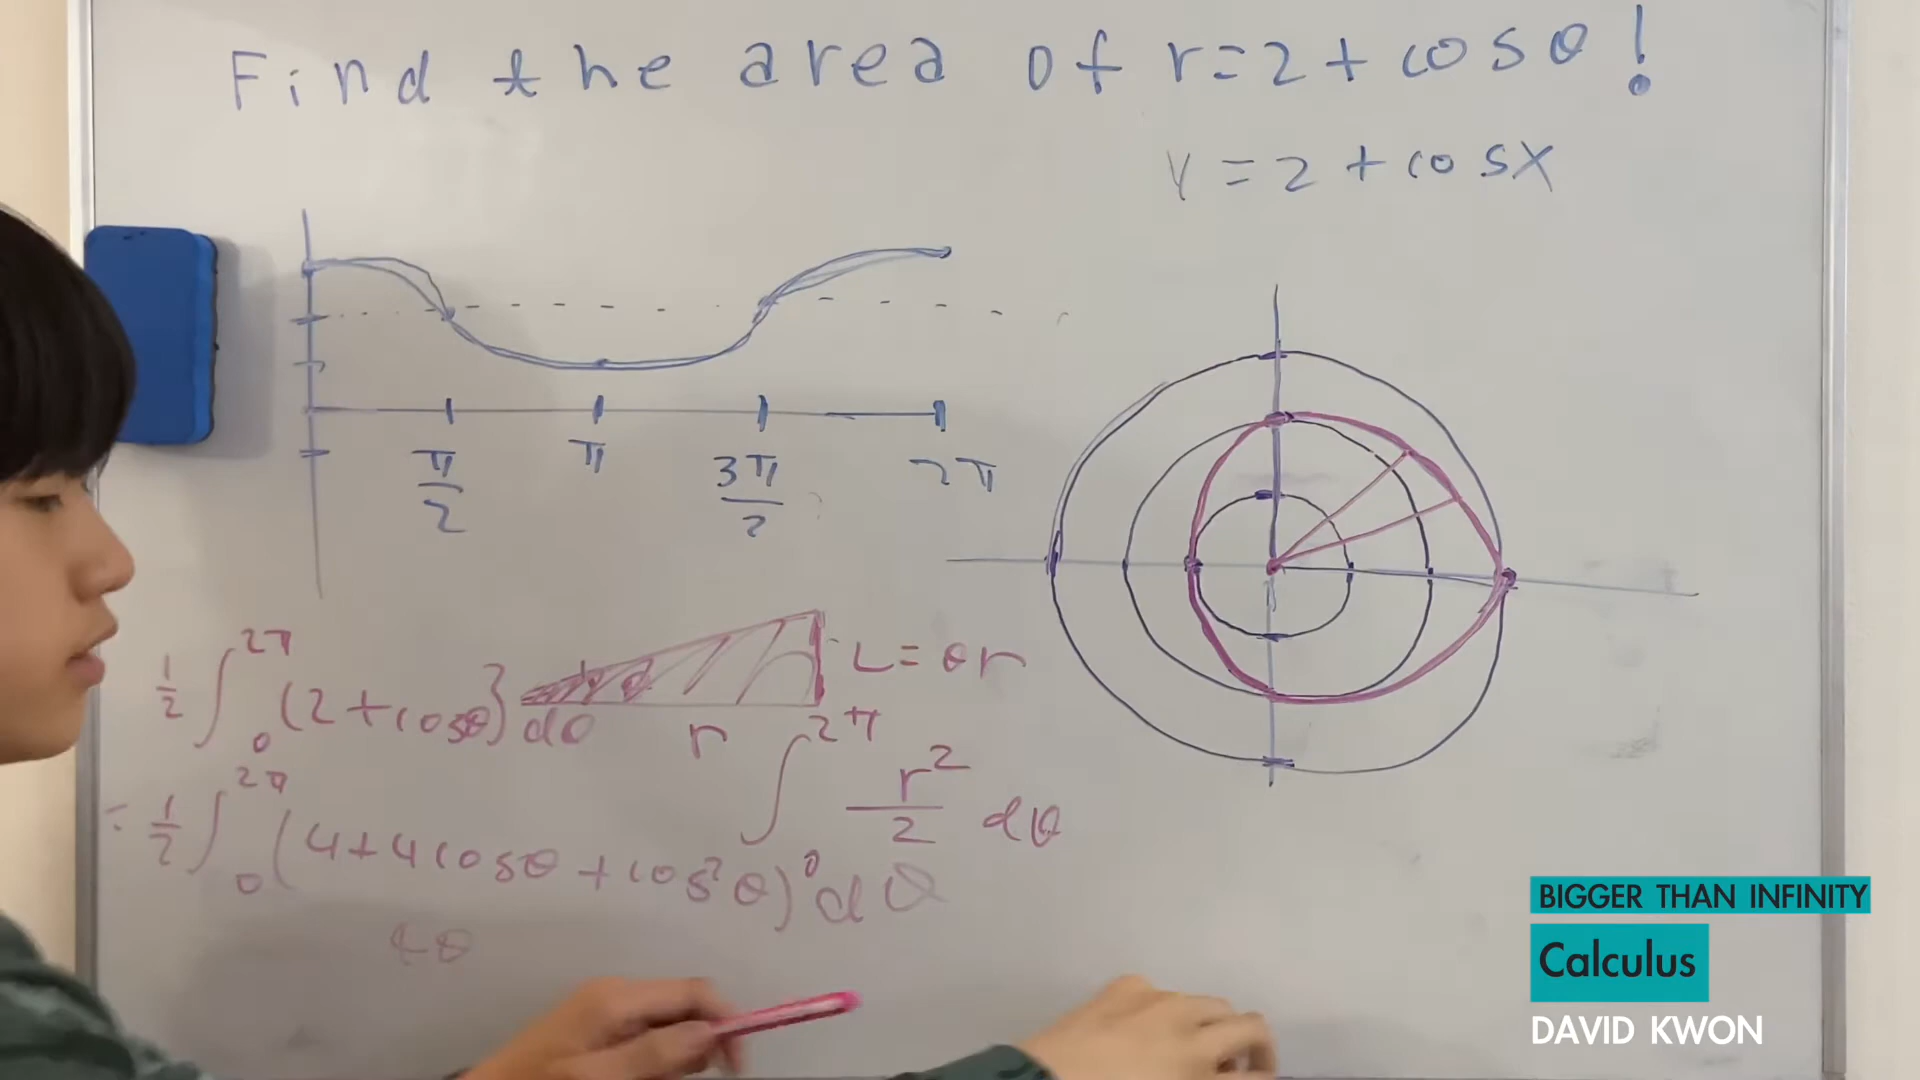 Find the area of r=2+cosθ!
y=2+cosx
π/2 π 3π/2 2π
L=θr
r
1/2 ∫₀^2π (2+cosθ)² dθ
∫₀^2π r²/2 dθ
= 1/2 ∫₀^2π (4+4cosθ+cos²θ) dθ
4θ
BIGGER THAN INFINITY
Calculus
DAVID KWON